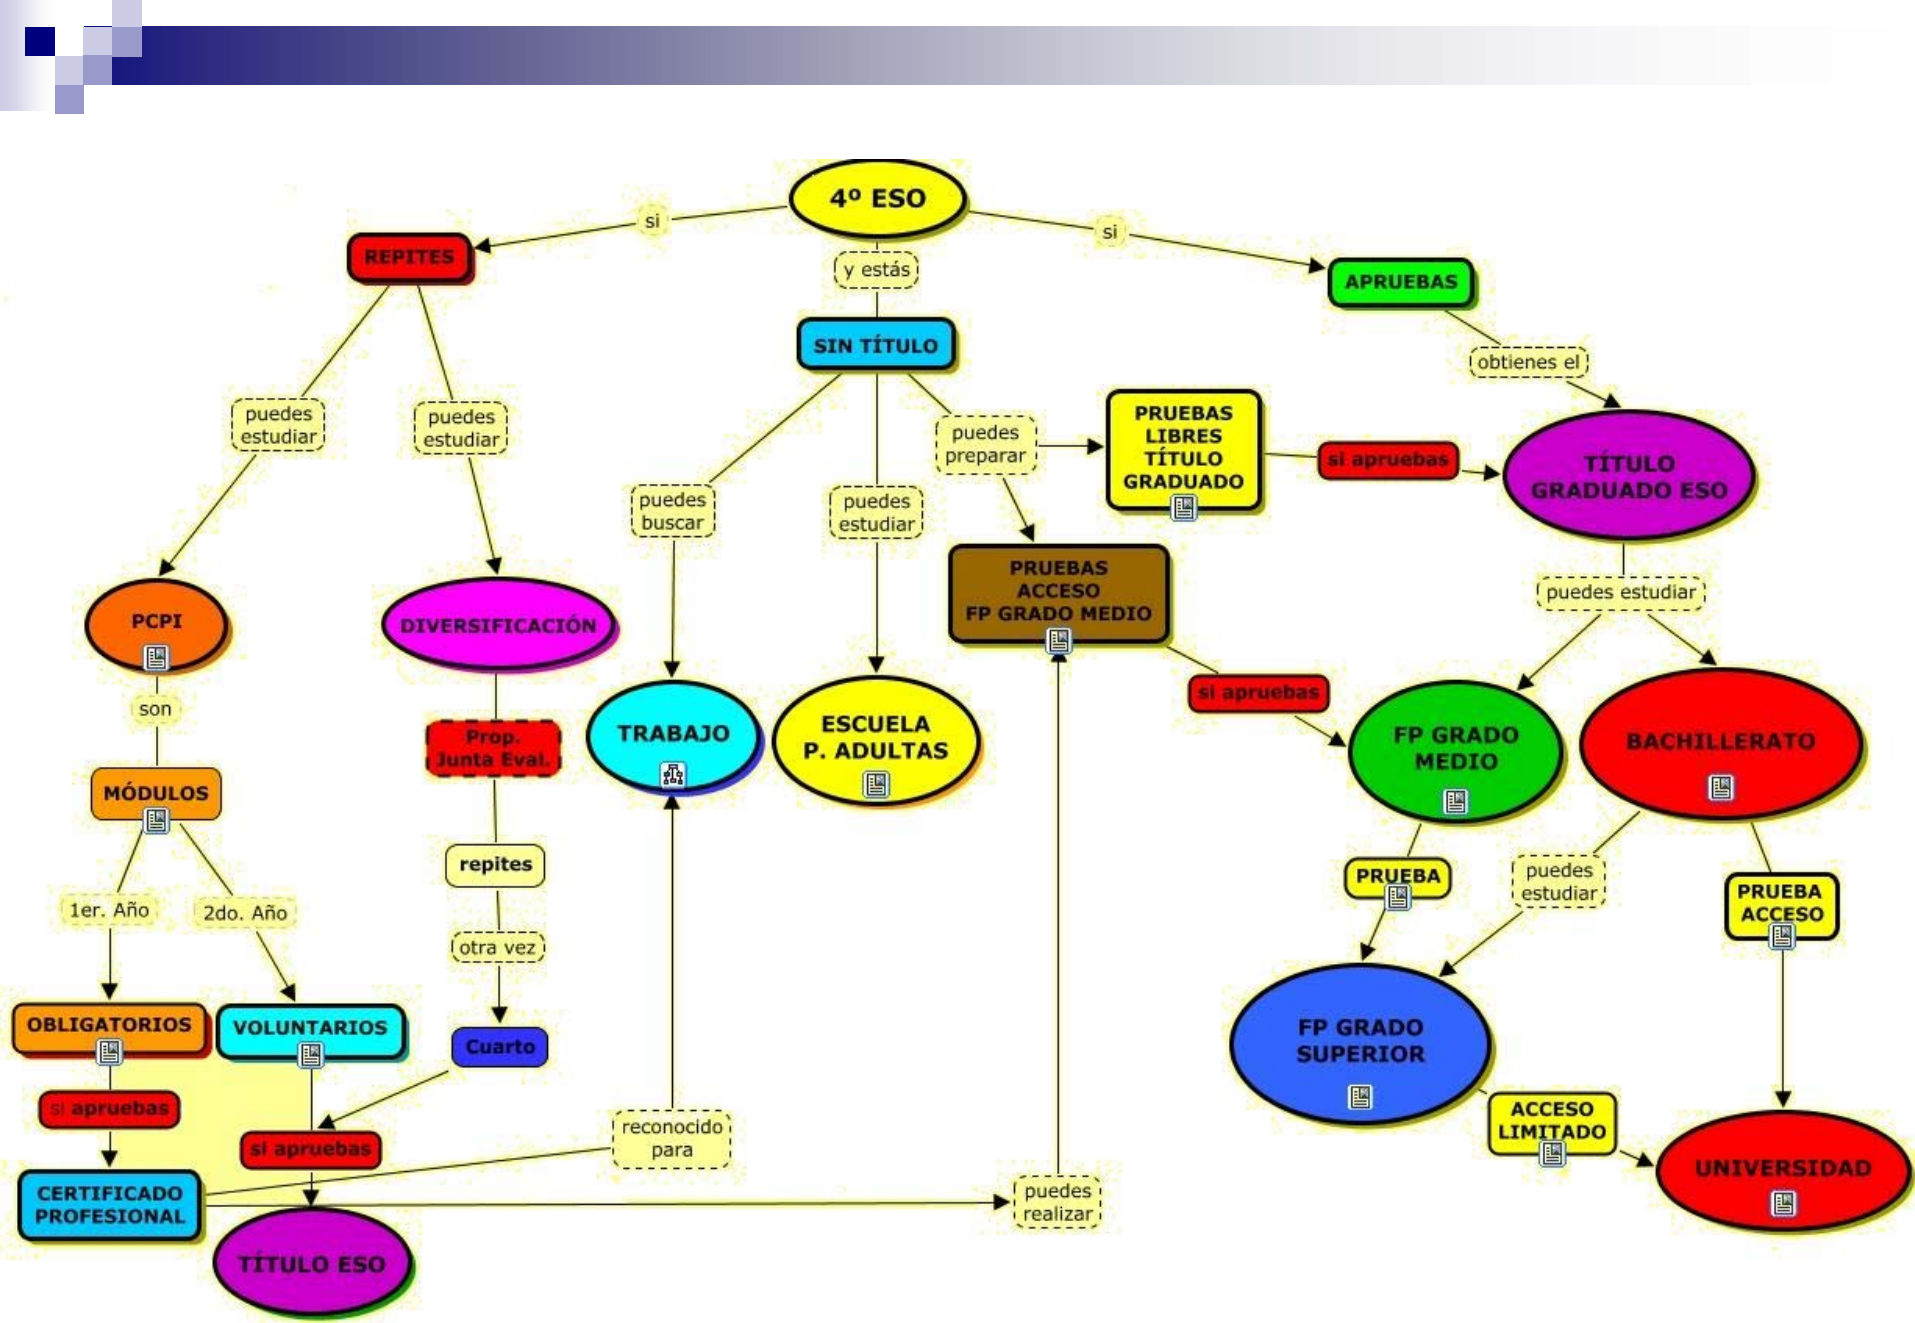 4º ESO
si
si
REPITES
y estás
APRUEBAS
SIN TÍTULO
obtienes el
puedes
estudiar
puedes
estudiar
puedes
preparar
PRUEBAS
LIBRES
TÍTULO
GRADUADO
si apruebas
TÍTULO
GRADUADO ESO
puedes
buscar
puedes
estudiar
PRUEBAS
ACCESO
FP GRADO MEDIO
puedes estudiar
PCPI
DIVERSIFICACIÓN
si apruebas
son
Prop.
Junta Eval.
TRABAJO
ESCUELA
P. ADULTAS
FP GRADO
MEDIO
BACHILLERATO
MÓDULOS
repites
PRUEBA
puedes
estudiar
PRUEBA
ACCESO
1er. Año
2do. Año
otra vez
OBLIGATORIOS
VOLUNTARIOS
Cuarto
FP GRADO
SUPERIOR
si apruebas
si apruebas
reconocido
para
ACCESO
LIMITADO
UNIVERSIDAD
CERTIFICADO
PROFESIONAL
puedes
realizar
TÍTULO ESO